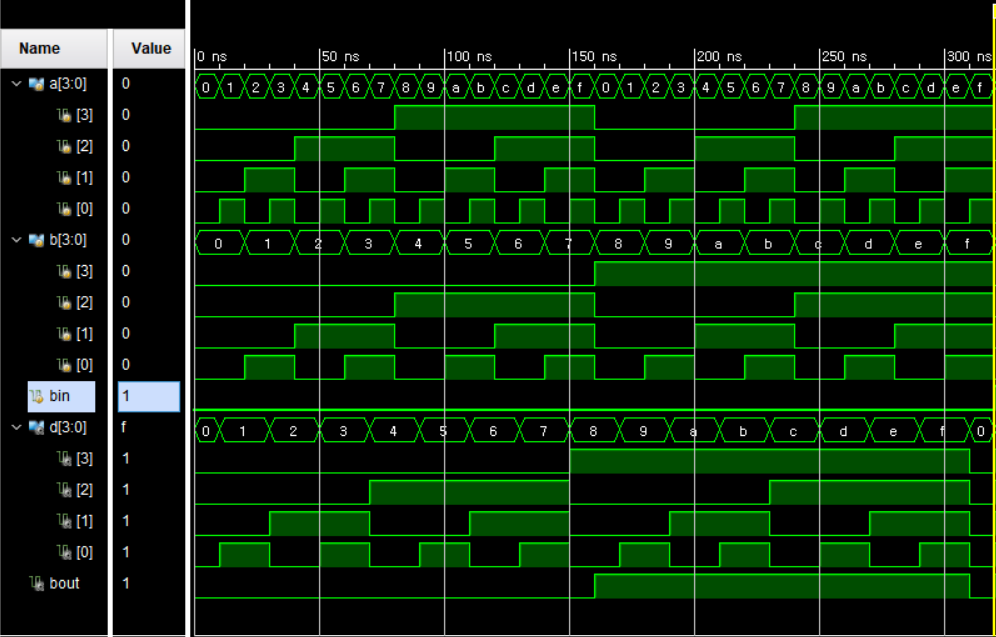 Name Value
0 ns 50 ns 100 ns 150 ns 200 ns 250 ns 300 ns
a[3:0] 0 0 1 2 3 4 5 6 7 8 9 a b c d e f 0 1 2 3 4 5 6 7 8 9 a b c d e f
[3] 0
[2] 0
[1] 0
[0] 0
b[3:0] 0 0 1 2 3 4 5 6 7 8 9 a b c d e f
[3] 0
[2] 0
[1] 0
[0] 0
bin 1
d[3:0] f 0 1 2 3 4 5 6 7 8 9 a b c d e f 0
[3] 1
[2] 1
[1] 1
[0] 1
bout 1